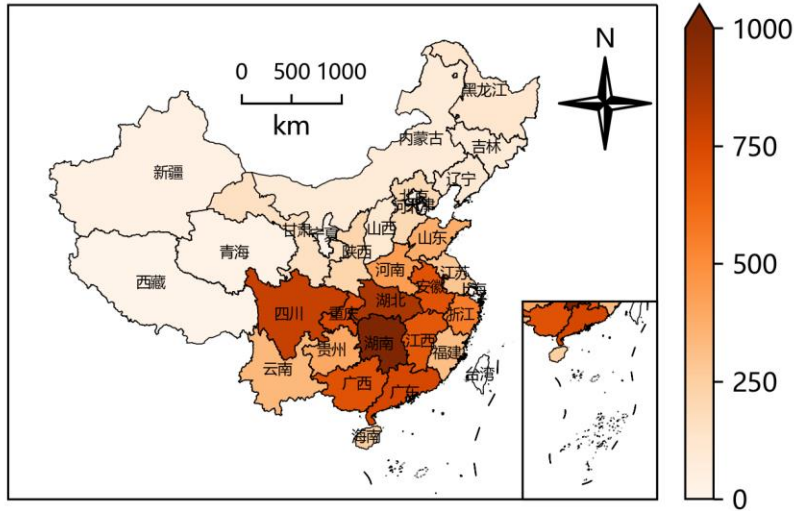 N
0 500 1000
km
黑龙江
内蒙古
吉林
新疆
辽宁
北京
甘肃
宁夏
山西
山东
青海
陕西
河南
江苏
西藏
安徽
上海
四川
重庆
湖北
浙江
湖南
江西
贵州
福建
云南
台湾
广西
广东
海南
1000
750
500
250
0